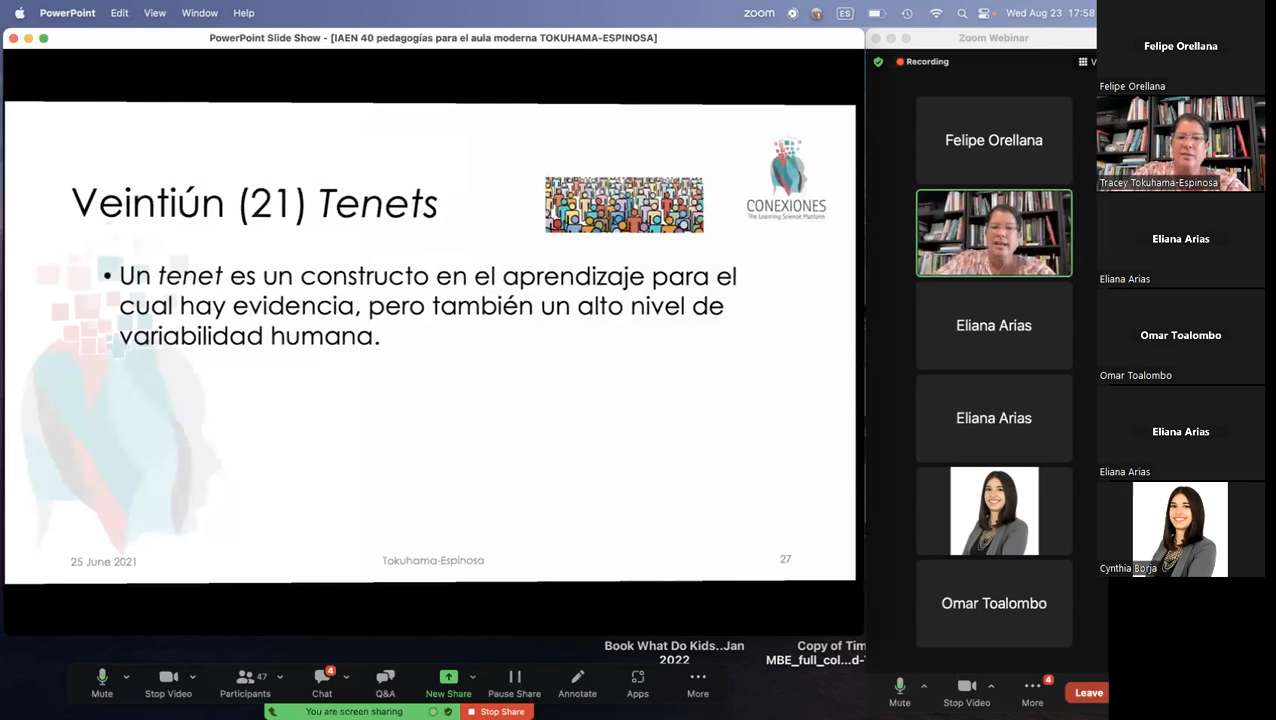 PowerPoint Edit View Window Help
zoom ES Wed Aug 23 17:58
PowerPoint Slide Show - [IAEN 40 pedagogías para el aula moderna TOKUHAMA-ESPINOSA]
Veintiún (21) Tenets
CONEXIONES
The Learning Science Platform
• Un tenet es un constructo en el aprendizaje para el
cual hay evidencia, pero también un alto nivel de
variabilidad humana.
25 June 2021 Tokuhama-Espinosa 27
Zoom Webinar
Recording V
Felipe Orellana
Eliana Arias
Eliana Arias
Omar Toalombo
Felipe Orellana
Felipe Orellana
Tracey Tokuhama-Espinosa
Eliana Arias
Eliana Arias
Omar Toalombo
Omar Toalombo
Eliana Arias
Eliana Arias
Cynthia Borja
Book What Do Kids..Jan
2022
Copy of Tim
MBE_full_col...d-
4
Mute Stop Video 47 Participants Chat Q&A New Share Pause Share Annotate Apps More
You are screen sharing Stop Share
4
Mute Stop Video More Leave